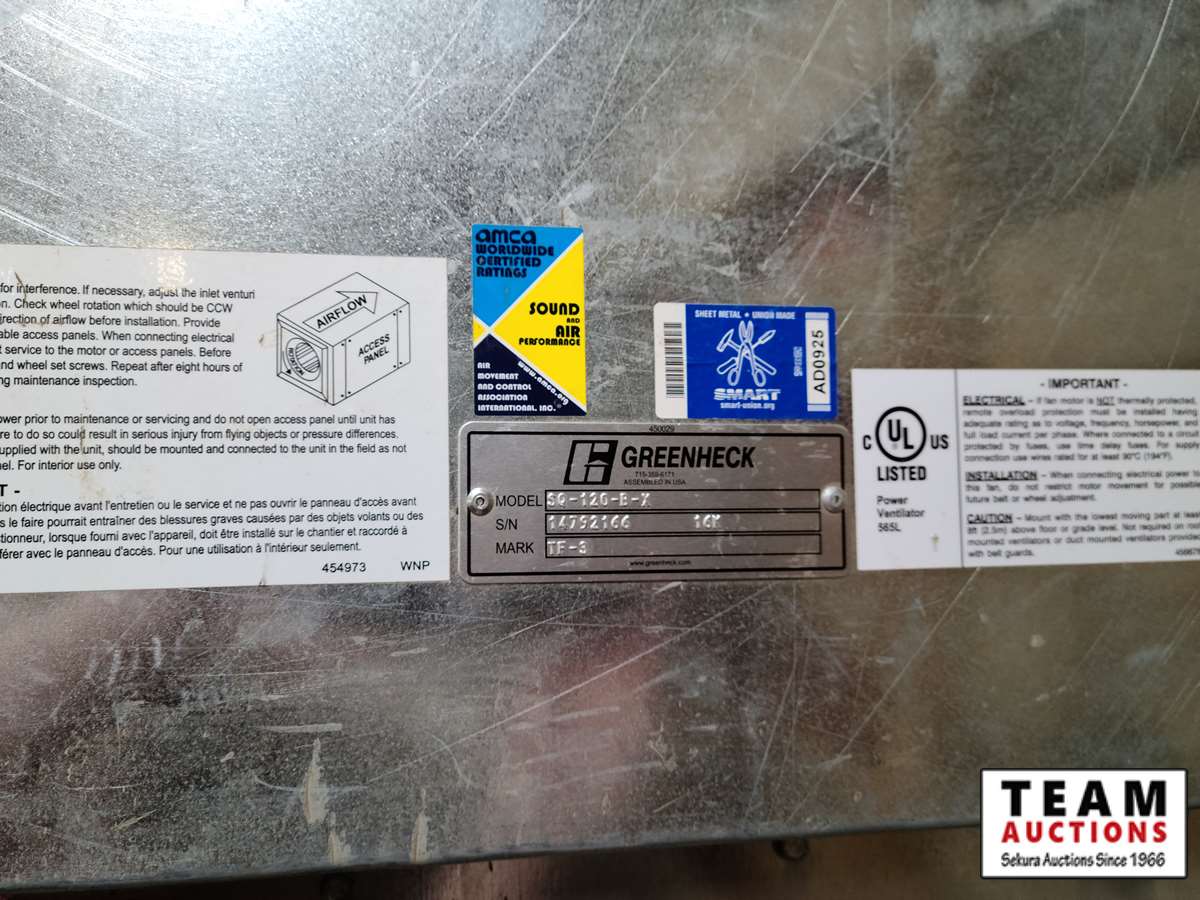 for interference. If necessary, adjust the inlet venturi
on. Check wheel rotation which should be CCW
irection of airflow before installation. Provide
able access panels. When connecting electrical
t service to the motor or access panels. Before
nd wheel set screws. Repeat after eight hours of
ng maintenance inspection.
AIRFLOW
ROTATION
ACCESS
PANEL
ower prior to maintenance or servicing and do not open access panel until unit has
re to do so could result in serious injury from flying objects or pressure differences.
upplied with the unit, should be mounted and connected to the unit in the field as not
nel. For interior use only.
T -
tion électrique avant l'entretien ou le service et ne pas ouvrir le panneau d'accès avant
s le faire pourrait entraîner des blessures graves causées par des objets volants ou des
ctionneur, lorsque fourni avec l'appareil, doit être installé sur le chantier et raccordé à
férer avec le panneau d'accès. Pour une utilisation à l'intérieur seulement.
454973 WNP
amca
WORLDWIDE
CERTIFIED
RATINGS
SOUND
AND
AIR
PERFORMANCE
AIR
MOVEMENT
AND CONTROL
ASSOCIATION
INTERNATIONAL, INC.®
www.amca.org
SHEET METAL ★ UNION MADE
SMART
smart-union.org
AD0925
450029
GREENHECK
715-359-6171
ASSEMBLED IN USA
MODEL SQ-120-B-X
S/N 14792166 16K
MARK TF-3
www.greenheck.com
C UL US
LISTED
Power
Ventilator
565L
- IMPORTANT -
ELECTRICAL - If fan motor is NOT thermally protected,
remote overload protection must be installed having
adequate rating as to voltage, frequency, horsepower, and
full load current per phase. Where connected to a circuit
protected by fuses, use time delay fuses. For supply
connection use wires rated for at least 90°C (194°F).
INSTALLATION - When connecting electrical power to
this fan, do not restrict motor movement for possible
future belt or wheel adjustment.
CAUTION - Mount with the lowest moving part at least
8ft (2.5m) above floor or grade level. Not required on roof
mounted ventilators or duct mounted ventilators provided
with belt guards.
TEAM
AUCTIONS
Sekura Auctions Since 1966